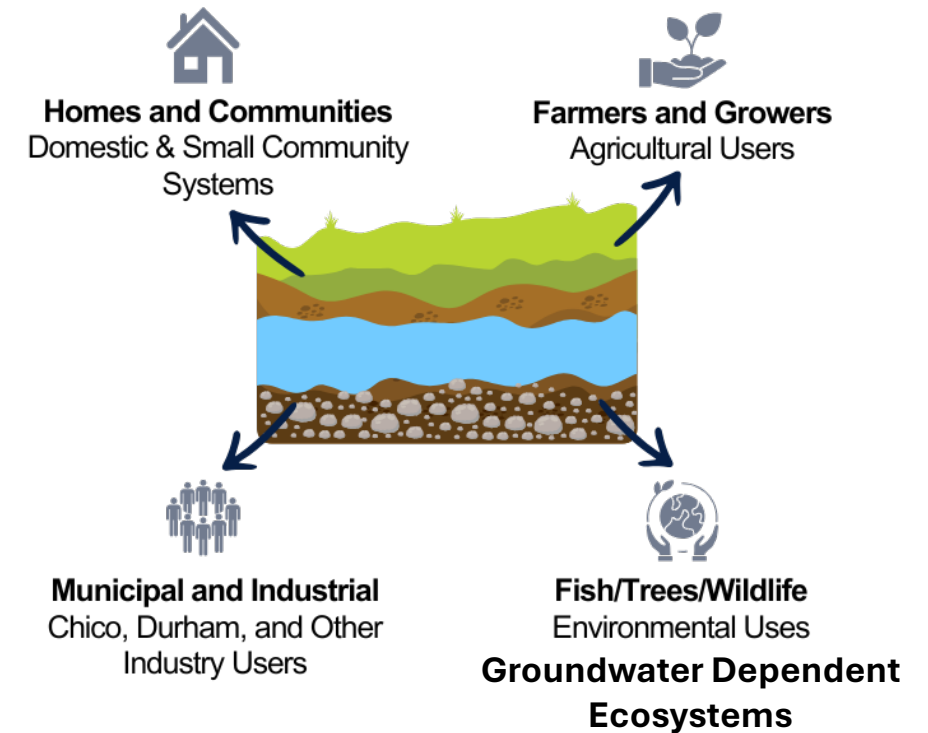 Homes and Communities
Domestic & Small Community
Systems
Farmers and Growers
Agricultural Users
Municipal and Industrial
Chico, Durham, and Other
Industry Users
Fish/Trees/Wildlife
Environmental Uses
Groundwater Dependent
Ecosystems